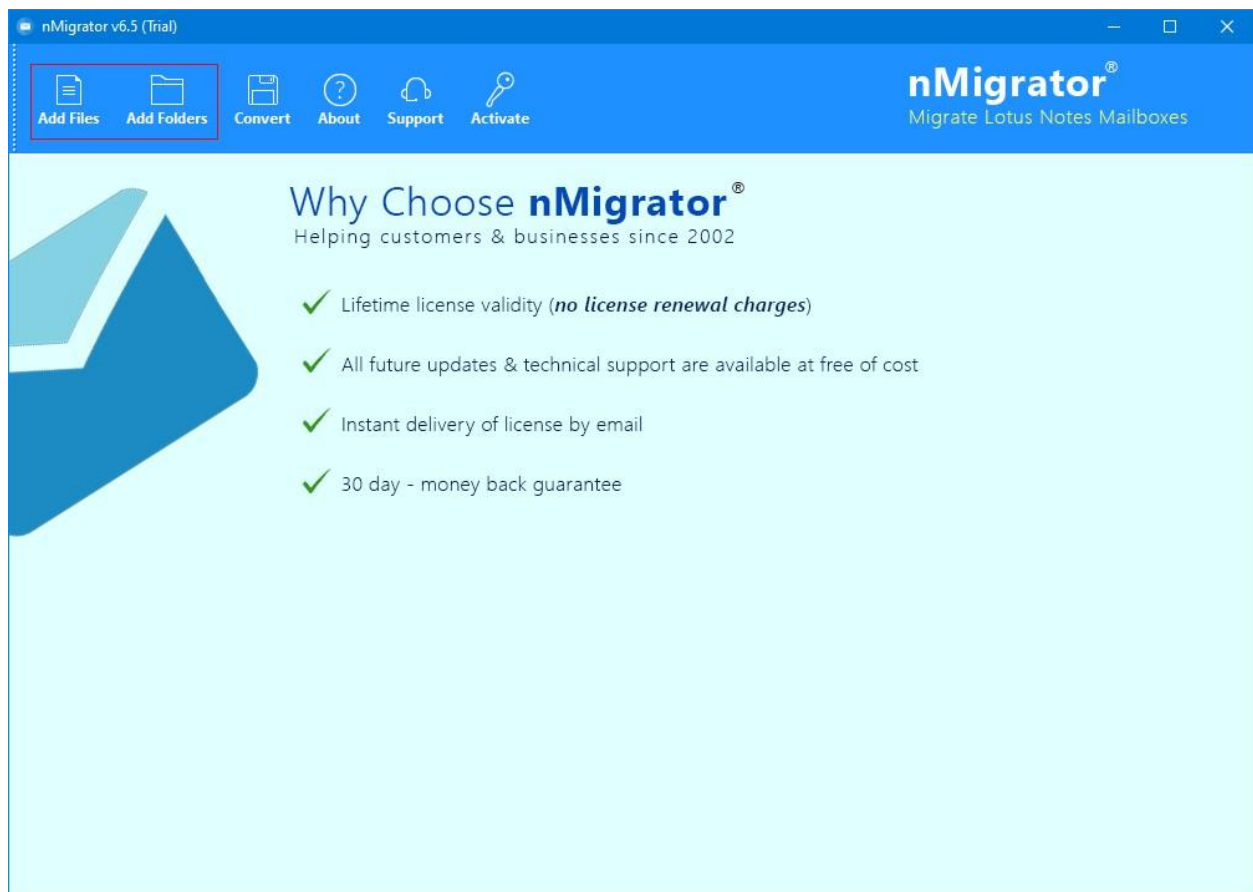 nMigrator v6.5 (Trial)
Add Files Add Folders Convert About Support Activate
nMigrator®
Migrate Lotus Notes Mailboxes
Why Choose nMigrator®
Helping customers & businesses since 2002
Lifetime license validity (no license renewal charges)
All future updates & technical support are available at free of cost
Instant delivery of license by email
30 day - money back guarantee